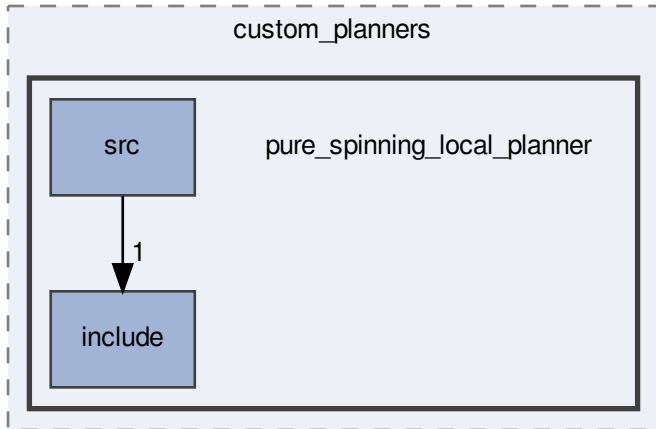 custom_planners
src
pure_spinning_local_planner
1
include